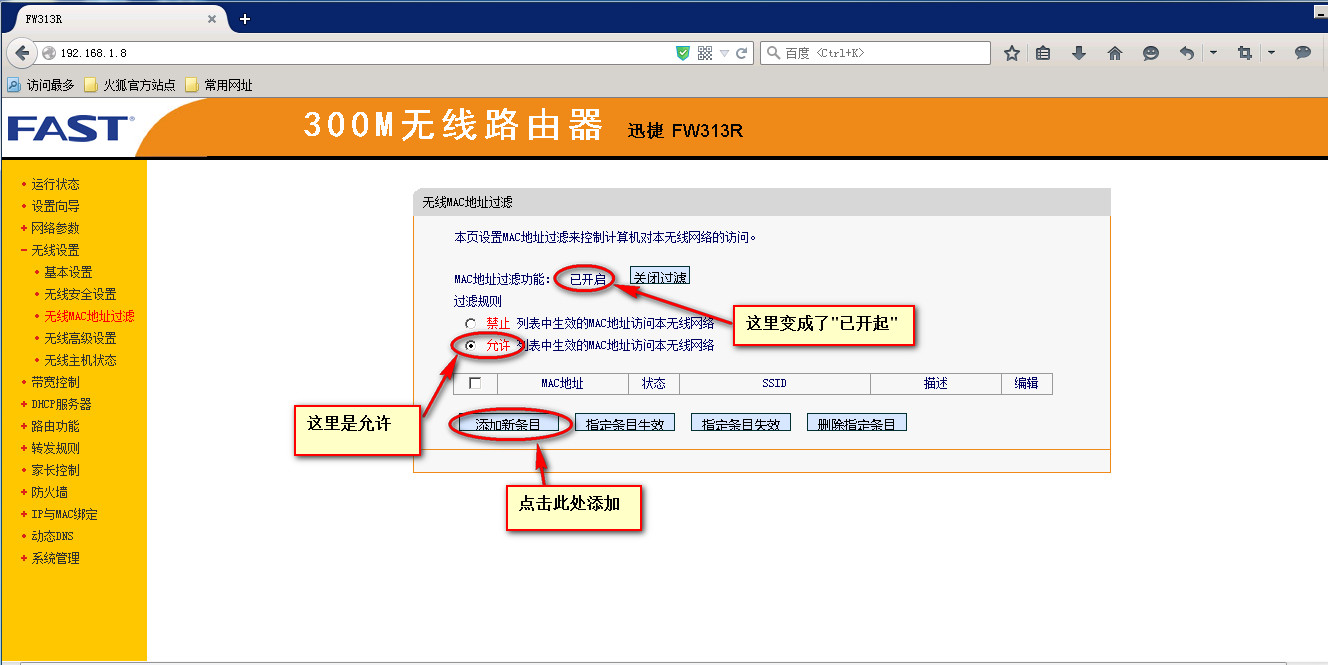 FW313R
192.168.1.8
百度 <Ctrl+K>
访问最多 火狐官方站点 常用网址
FAST®
300M无线路由器 迅捷 FW313R
运行状态
设置向导
网络参数
无线设置
基本设置
无线安全设置
无线MAC地址过滤
无线高级设置
无线主机状态
带宽控制
DHCP服务器
路由功能
转发规则
家长控制
防火墙
IP与MAC绑定
动态DNS
系统管理
无线MAC地址过滤
本页设置MAC地址过滤来控制计算机对本无线网络的访问。
MAC地址过滤功能： 已开启 关闭过滤
过滤规则
禁止 列表中生效的MAC地址访问本无线网络
允许 列表中生效的MAC地址访问本无线网络
这里变成了"已开起"
MAC地址 状态 SSID 描述 编辑
这里是允许
添加新条目 指定条目生效 指定条目失效 删除指定条目
点击此处添加